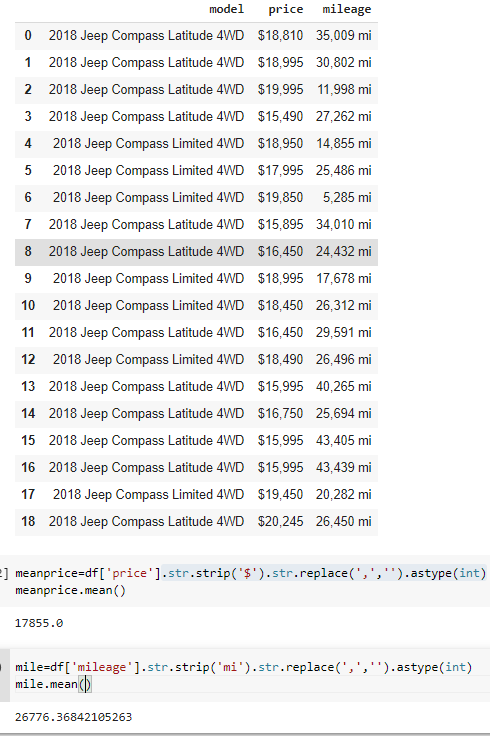 model price mileage
0 2018 Jeep Compass Latitude 4WD $18,810 35,009 mi
1 2018 Jeep Compass Latitude 4WD $18,995 30,802 mi
2 2018 Jeep Compass Latitude 4WD $19,995 11,998 mi
3 2018 Jeep Compass Latitude 4WD $15,490 27,262 mi
4 2018 Jeep Compass Limited 4WD $18,950 14,855 mi
5 2018 Jeep Compass Limited 4WD $17,995 25,486 mi
6 2018 Jeep Compass Limited 4WD $19,850 5,285 mi
7 2018 Jeep Compass Latitude 4WD $15,895 34,010 mi
8 2018 Jeep Compass Latitude 4WD $16,450 24,432 mi
9 2018 Jeep Compass Limited 4WD $18,995 17,678 mi
10 2018 Jeep Compass Limited 4WD $18,450 26,312 mi
11 2018 Jeep Compass Latitude 4WD $16,450 29,591 mi
12 2018 Jeep Compass Limited 4WD $18,490 26,496 mi
13 2018 Jeep Compass Latitude 4WD $15,995 40,265 mi
14 2018 Jeep Compass Latitude 4WD $16,750 25,694 mi
15 2018 Jeep Compass Latitude 4WD $15,995 43,405 mi
16 2018 Jeep Compass Latitude 4WD $15,995 43,439 mi
17 2018 Jeep Compass Limited 4WD $19,450 20,282 mi
18 2018 Jeep Compass Latitude 4WD $20,245 26,450 mi
2] meanprice=df['price'].str.strip('$').str.replace(',','').astype(int)
meanprice.mean()
17855.0
mile=df['mileage'].str.strip('mi').str.replace(',','').astype(int)
mile.mean()
26776.36842105263